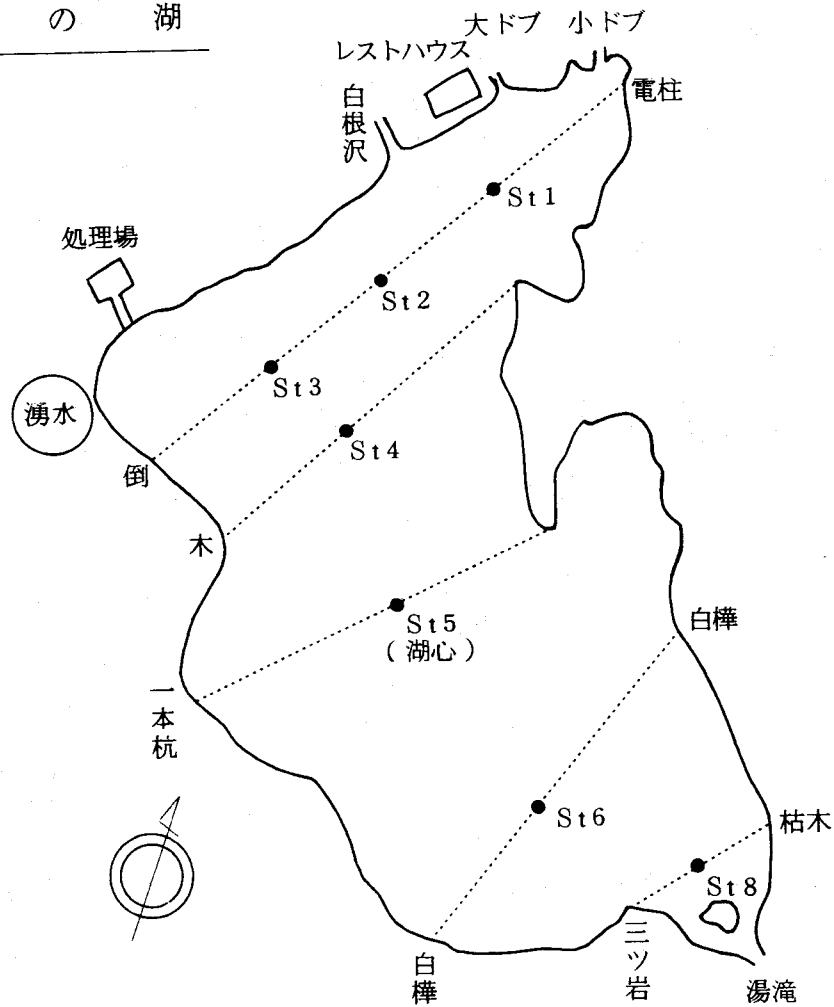 の 湖
大ドブ 小ドブ
レストハウス
電柱
白根沢
St1
処理場
St2
St3
湧水
St4
倒
木
St5
(湖心)
白樺
一本杭
St6
枯木
St8
三ツ岩
白樺
湯滝